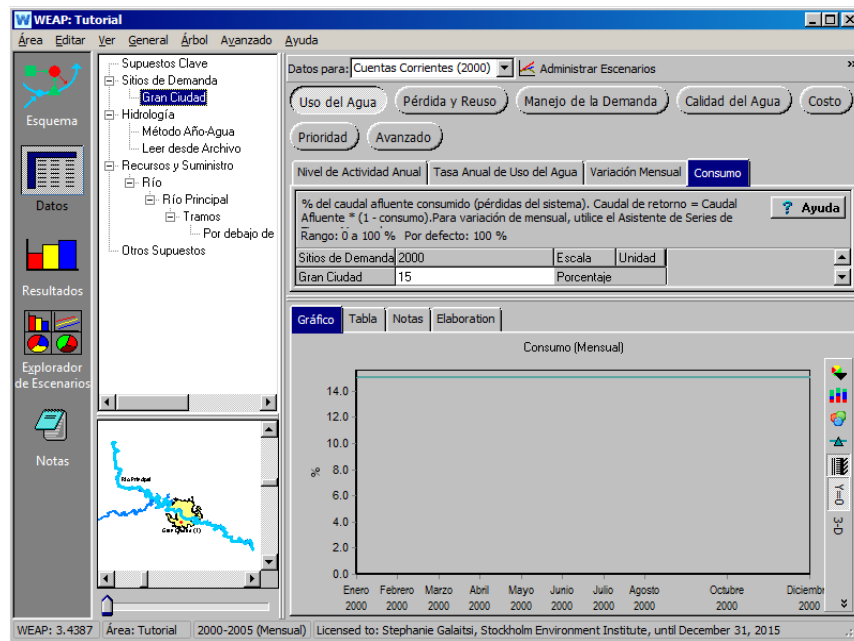 WEAP: Tutorial
Área Editar Ver General Árbol Avanzado Ayuda
Esquema
Datos
Resultados
Explorador
de Escenarios
Notas
Supuestos Clave
Sitios de Demanda
Gran Ciudad
Hidrología
Método Año-Agua
Leer desde Archivo
Recursos y Suministro
Río
Río Principal
Tramos
Por debajo de
Otros Supuestos
Río Principal
Datos para: Cuentas Corrientes (2000) Administrar Escenarios »
Uso del Agua Pérdida y Reuso Manejo de la Demanda Calidad del Agua Costo
Prioridad Avanzado
Nivel de Actividad Anual Tasa Anual de Uso del Agua Variación Mensual Consumo
% del caudal afluente consumido (pérdidas del sistema). Caudal de retorno = Caudal
Afluente * (1 - consumo).Para variación de mensual, utilice el Asistente de Series de
Rango: 0 a 100 % Por defecto: 100 %
? Ayuda
Sitios de Demanda 2000 Escala Unidad
Gran Ciudad 15 Porcentaje
Gráfico Tabla Notas Elaboration
Consumo (Mensual)
14.0
12.0
10.0
8.0
6.0
4.0
2.0
0.0
%
Enero Febrero Marzo Abril Mayo Junio Julio Agosto Octubre Diciembr
2000 2000 2000 2000 2000 2000 2000 2000 2000 2000
Y=0
3-D
WEAP: 3.4387 Área: Tutorial 2000-2005 (Mensual) Licensed to: Stephanie Galaitsi, Stockholm Environment Institute, until December 31, 2015